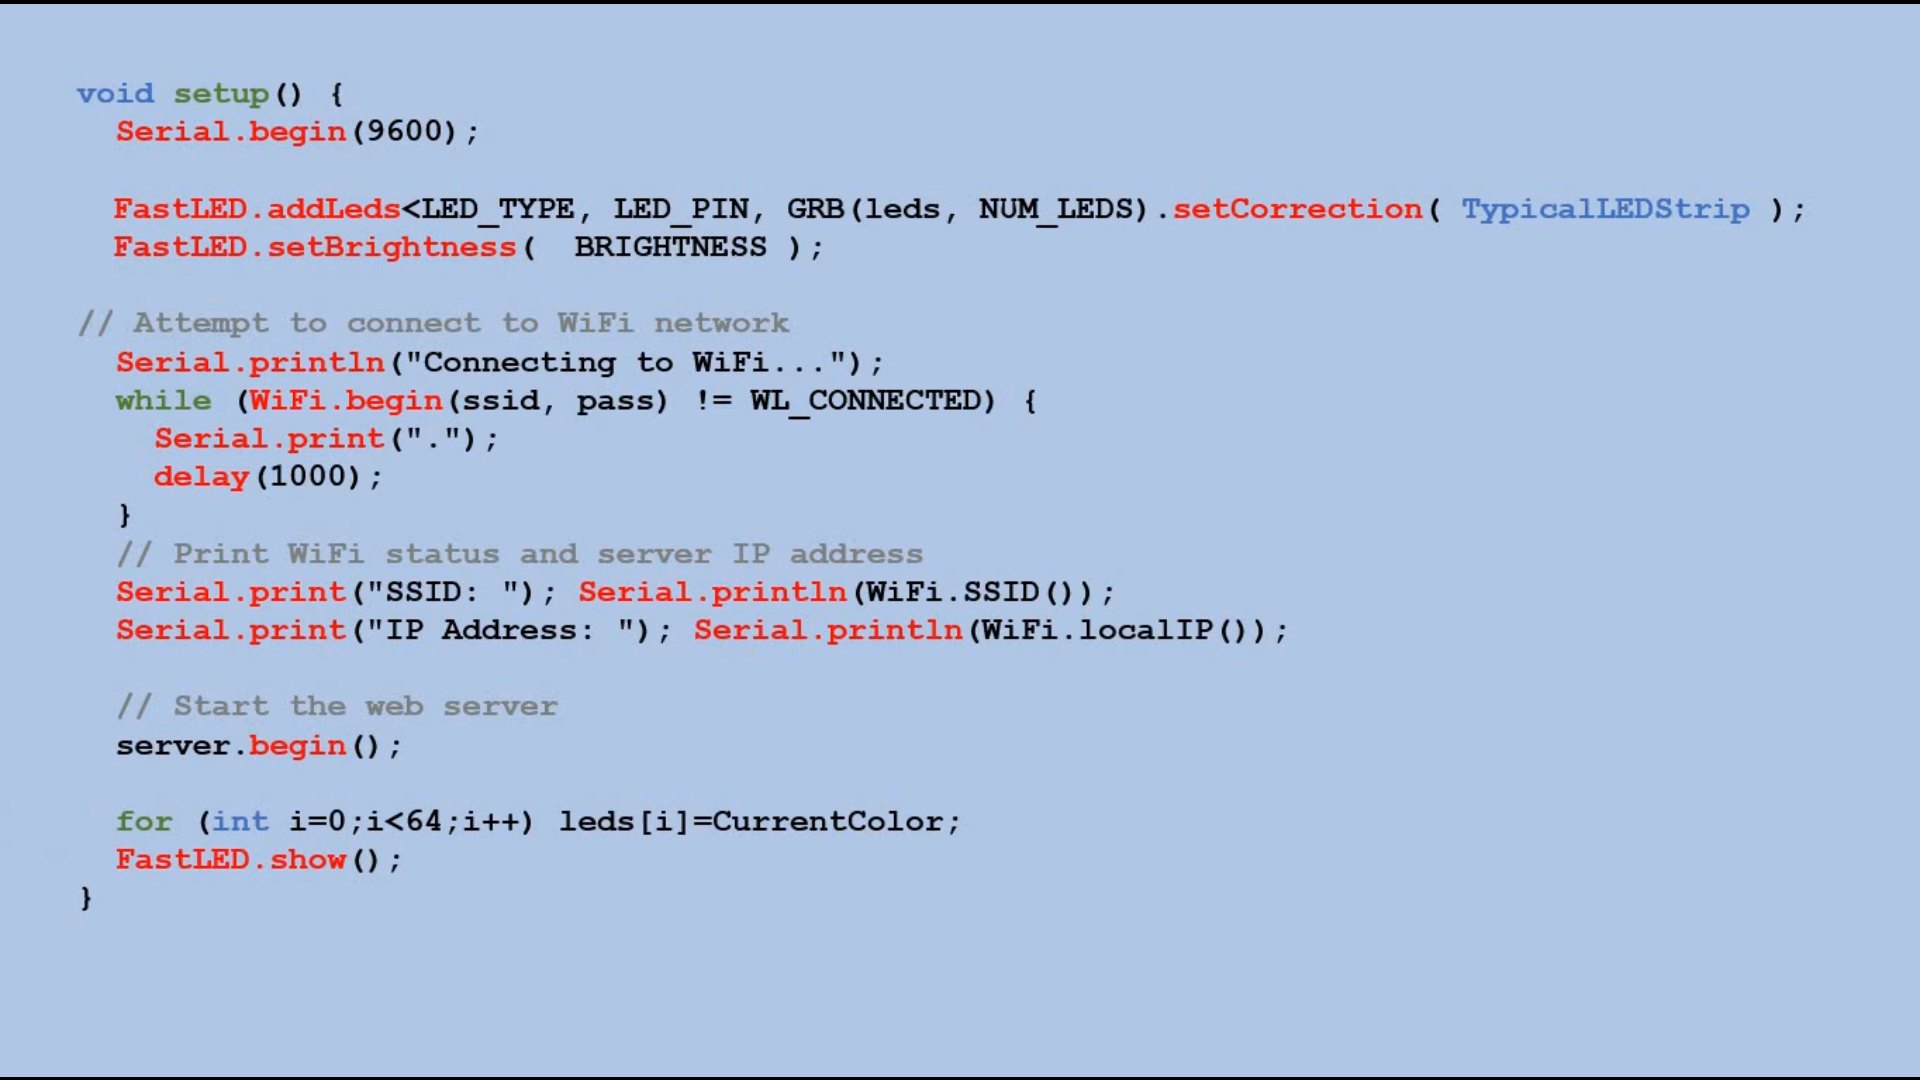 void setup() {
Serial.begin(9600);
FastLED.addLeds<LED_TYPE, LED_PIN, GRB(leds, NUM_LEDS).setCorrection( TypicalLEDStrip );
FastLED.setBrightness(  BRIGHTNESS );
// Attempt to connect to WiFi network
Serial.println("Connecting to WiFi...");
while (WiFi.begin(ssid, pass) != WL_CONNECTED) {
Serial.print(".");
delay(1000);
}
// Print WiFi status and server IP address
Serial.print("SSID: "); Serial.println(WiFi.SSID());
Serial.print("IP Address: "); Serial.println(WiFi.localIP());
// Start the web server
server.begin();
for (int i=0;i<64;i++) leds[i]=CurrentColor;
FastLED.show();
}